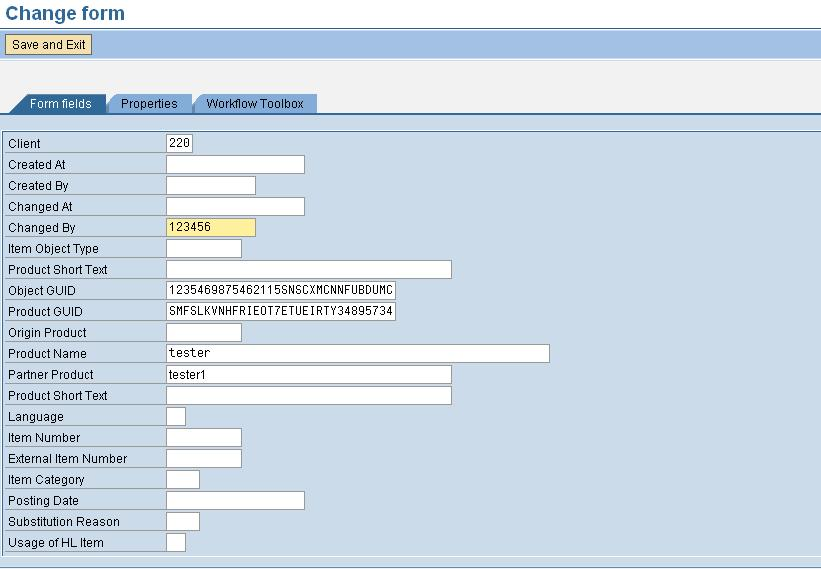 Change form
Save and Exit
Form fields Properties Workflow Toolbox
Client 220
Created At
Created By
Changed At
Changed By 123456
Item Object Type
Product Short Text
Object GUID 1235469875462115SNSCXMCNNFUBDUMC
Product GUID SMFSLKVNHFRIEOT7ETUEIRTY34895734
Origin Product
Product Name tester
Partner Product tester1
Product Short Text
Language
Item Number
External Item Number
Item Category
Posting Date
Substitution Reason
Usage of HL Item